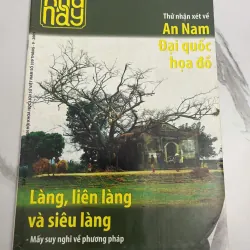 nay
Thử nhận xét về
An Nam
Đại quốc
họa đồ
Làng, liên làng
và siêu làng
- Mấy suy nghĩ về phương pháp